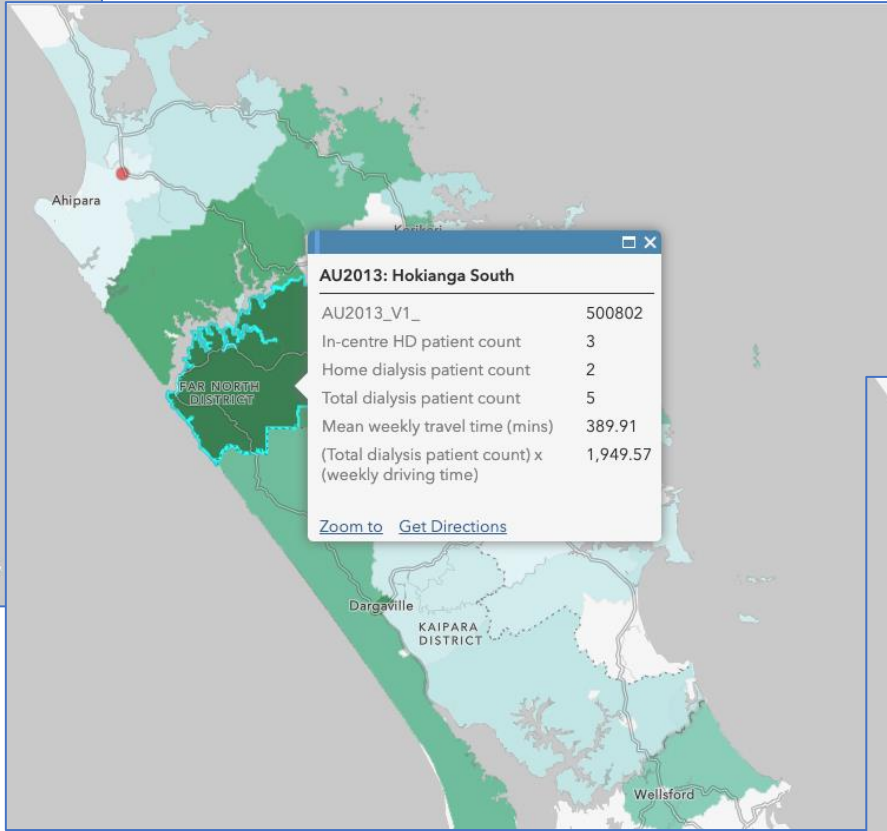 Ahipara
AU2013: Hokianga South
AU2013_V1_ 500802
In-centre HD patient count 3
Home dialysis patient count 2
Total dialysis patient count 5
Mean weekly travel time (mins) 389.91
(Total dialysis patient count) x 1,949.57
(weekly driving time)
Zoom to Get Directions
FAR NORTH
DISTRICT
Dargaville
KAIPARA
DISTRICT
Wellsford